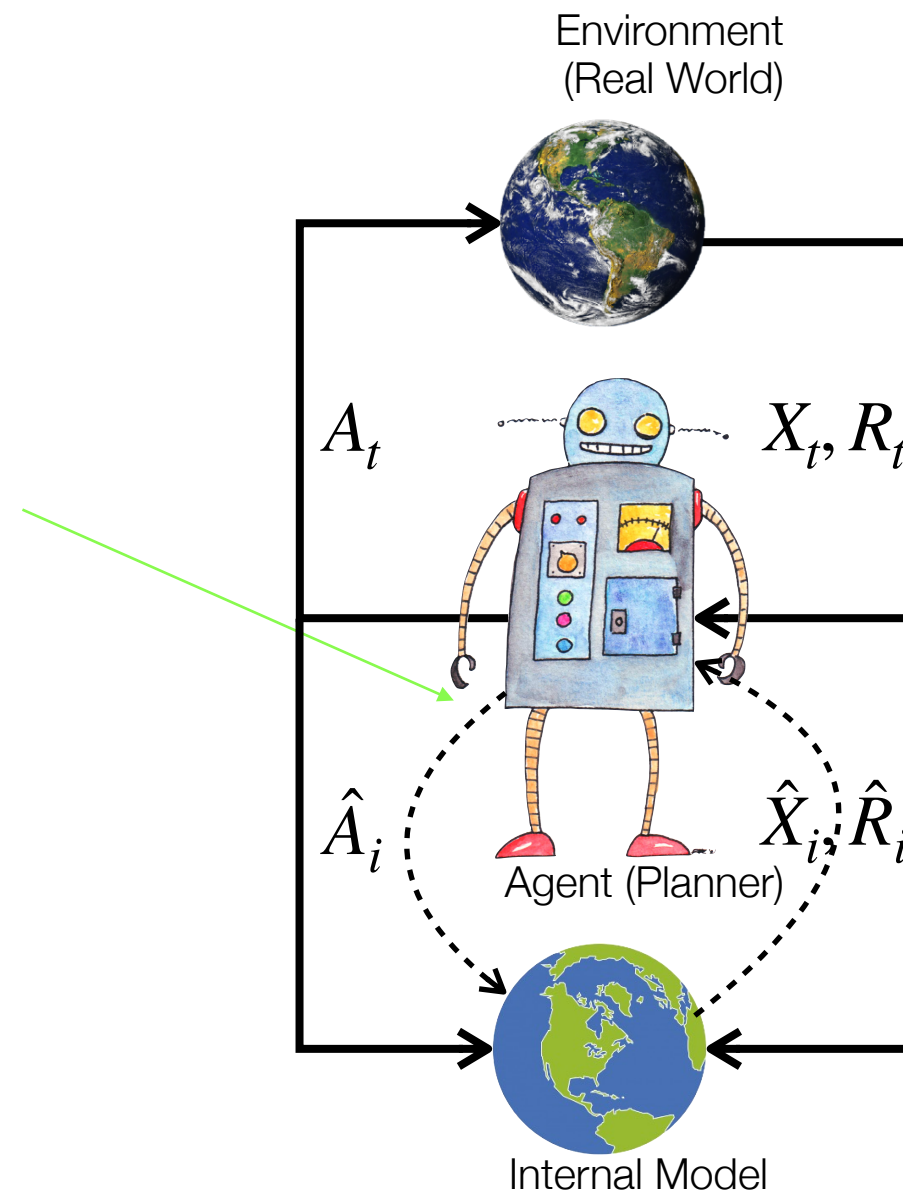 Environment
(Real World)
A_t
X_t, R_t
Â_i
X̂_i, R̂_i
Agent (Planner)
Internal Model